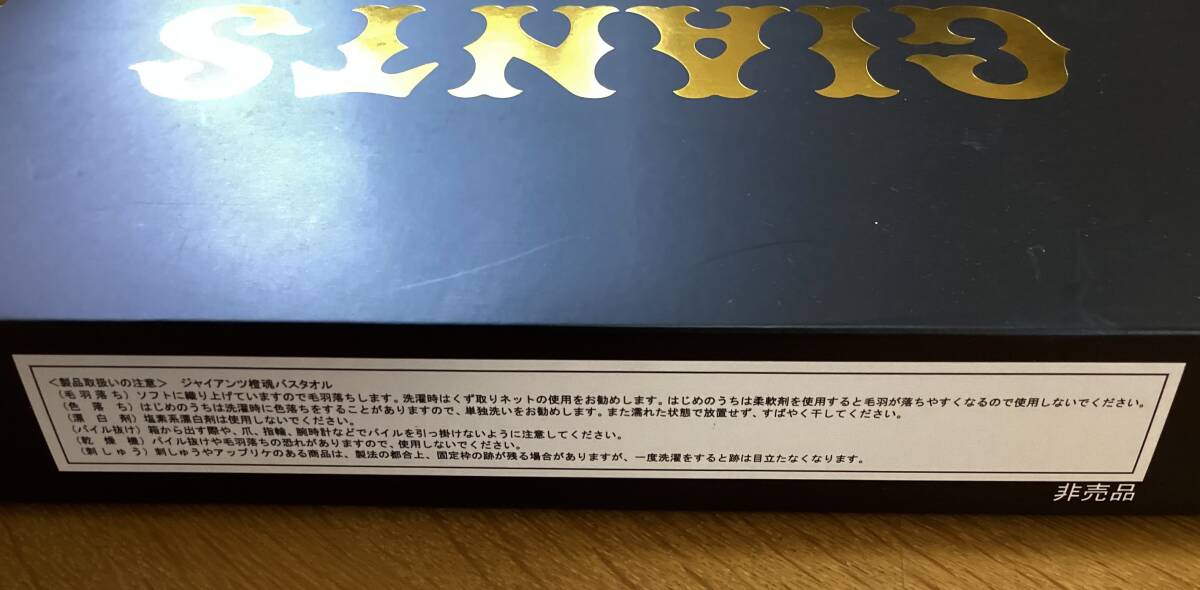 GIANTS
＜製品取扱いの注意＞　ジャイアンツ橙魂バスタオル
（毛羽落ち）ソフトに織り上げていますので毛羽落ちします。洗濯時はくず取りネットの使用をお勧めします。はじめのうちは柔軟剤を使用すると毛羽が落ちやすくなるので使用しないでください。
（色　落　ち）はじめのうちは洗濯時に色落ちをすることがありますので、単独洗いをお勧めします。また濡れた状態で放置せず、すばやく干してください。
（漂　白　剤）塩素系漂白剤は使用しないでください。
（パイル抜け）箱から出す際や、爪、指輪、腕時計などでパイルを引っ掛けないように注意してください。
（乾　燥　機）パイル抜けや毛羽落ちの恐れがありますので、使用しないでください。
（刺しゅう）刺しゅうやアップリケのある商品は、製法の都合上、固定枠の跡が残る場合がありますが、一度洗濯をすると跡は目立たなくなります。
非売品